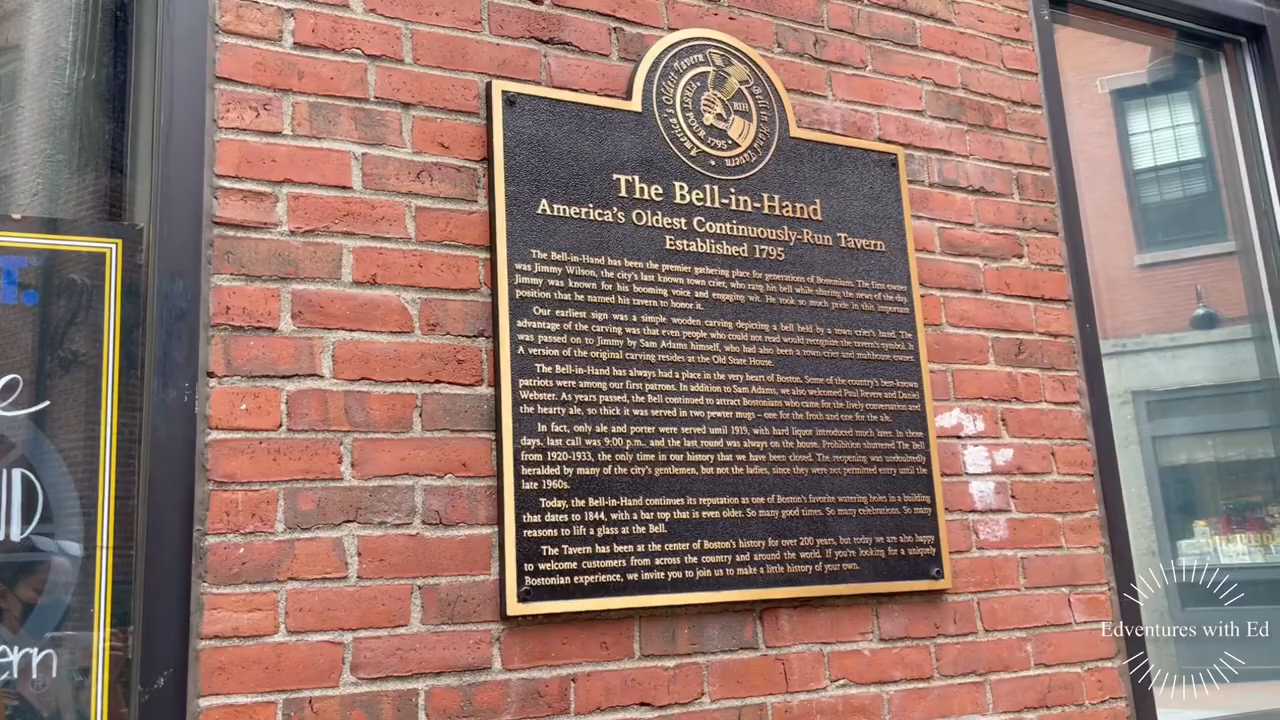 America's Oldest Tavern
Bell in Hand Tavern
FIRST POUR 1795
BIH
The Bell-in-Hand
America's Oldest Continuously-Run Tavern
Established 1795
The Bell-in-Hand has been the premier gathering place for generations of Bostonians. The first owner
was Jimmy Wilson, the city's last known town crier, who rang his bell while sharing the news of the day.
Jimmy was known for his booming voice and engaging wit. He took so much pride in this important
position that he named his tavern to honor it.
Our earliest sign was a simple wooden carving depicting a bell held by a town crier's hand. The
advantage of the carving was that even people who could not read would recognize the tavern's symbol. It
was passed on to Jimmy by Sam Adams himself, who had also been a town crier and malthouse owner.
A version of the original carving resides at the Old State House.
The Bell-in-Hand has always had a place in the very heart of Boston. Some of the country's best-known
patriots were among our first patrons. In addition to Sam Adams, we also welcomed Paul Revere and Daniel
Webster. As years passed, the Bell continued to attract Bostonians who came for the lively conversation and
the hearty ale, so thick it was served in two pewter mugs – one for the froth and one for the ale.
In fact, only ale and porter were served until 1919, with hard liquor introduced much later. In those
days, last call was 9:00 p.m., and the last round was always on the house. Prohibition shuttered The Bell
from 1920-1933, the only time in our history that we have been closed. The reopening was undoubtedly
heralded by many of the city's gentlemen, but not the ladies, since they were not permitted entry until the
late 1960s.
Today, the Bell-in-Hand continues its reputation as one of Boston's favorite watering holes in a building
that dates to 1844, with a bar top that is even older. So many good times. So many celebrations. So many
reasons to lift a glass at the Bell.
The Tavern has been at the center of Boston's history for over 200 years, but today we are also happy
to welcome customers from across the country and around the world. If you're looking for a uniquely
Bostonian experience, we invite you to join us to make a little history of your own.
Edventures with Ed